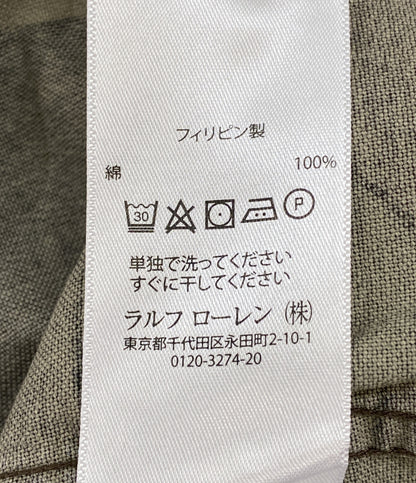 フィリピン製
綿 100%
30 P
単独で洗ってください
すぐに干してください
ラルフ ローレン (株)
東京都千代田区永田町2-10-1
0120-3274-20